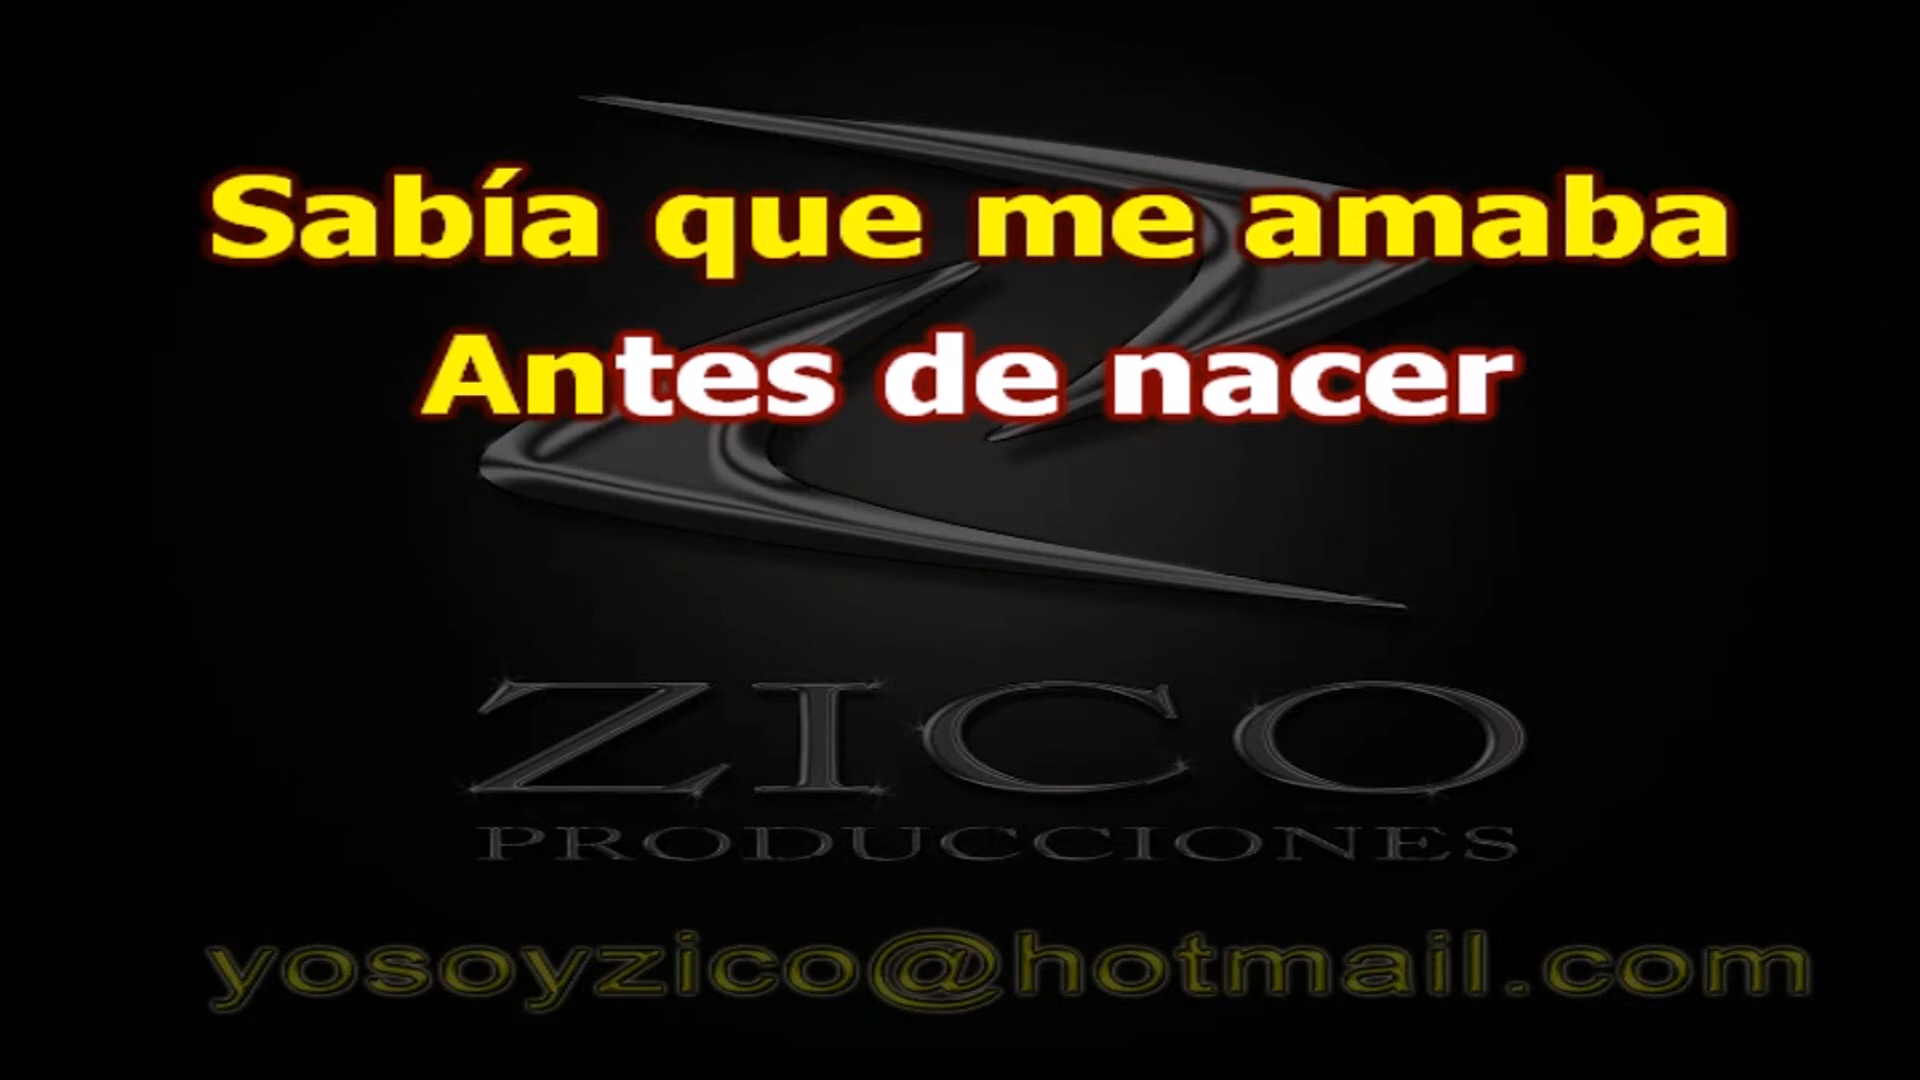 Sabía que me amaba
Antes de nacer
ZICO
PRODUCCIONES
yosoyzico@hotmail.com